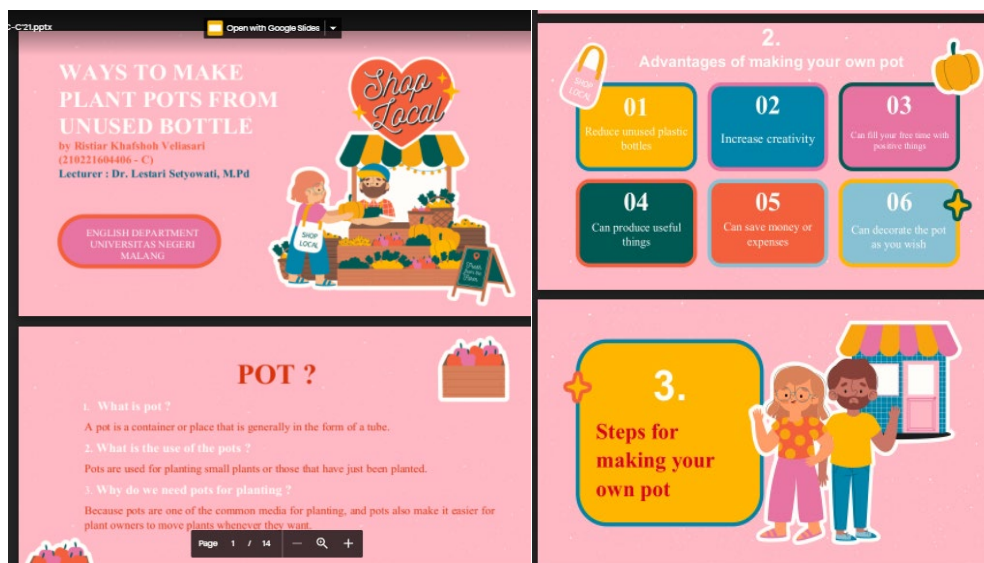 C-C'21.pptx
Open with Google Slides
WAYS TO MAKE
PLANT POTS FROM
UNUSED BOTTLE
by Ristiar Khafshoh Veliasari
(210221604406 - C)
Lecturer : Dr. Lestari Setyowati, M.Pd
ENGLISH DEPARTMENT
UNIVERSITAS NEGERI
MALANG
Shop
Local
SHOP
LOCAL
POT ?
1. What is pot ?
A pot is a container or place that is generally in the form of a tube.
2. What is the use of the pots ?
Pots are used for planting small plants or those that have just been planted.
3. Why do we need pots for planting ?
Because pots are one of the common media for planting, and pots also make it easier for
plant owners to move plants whenever they want.
Page 1 / 14
2.
Advantages of making your own pot
SHOP
LOCAL
01
Reduce unused plastic
bottles
02
Increase creativity
03
Can fill your free time with
positive things
04
Can produce useful
things
05
Can save money or
expenses
06
Can decorate the pot
as you wish
3.
Steps for
making your
own pot